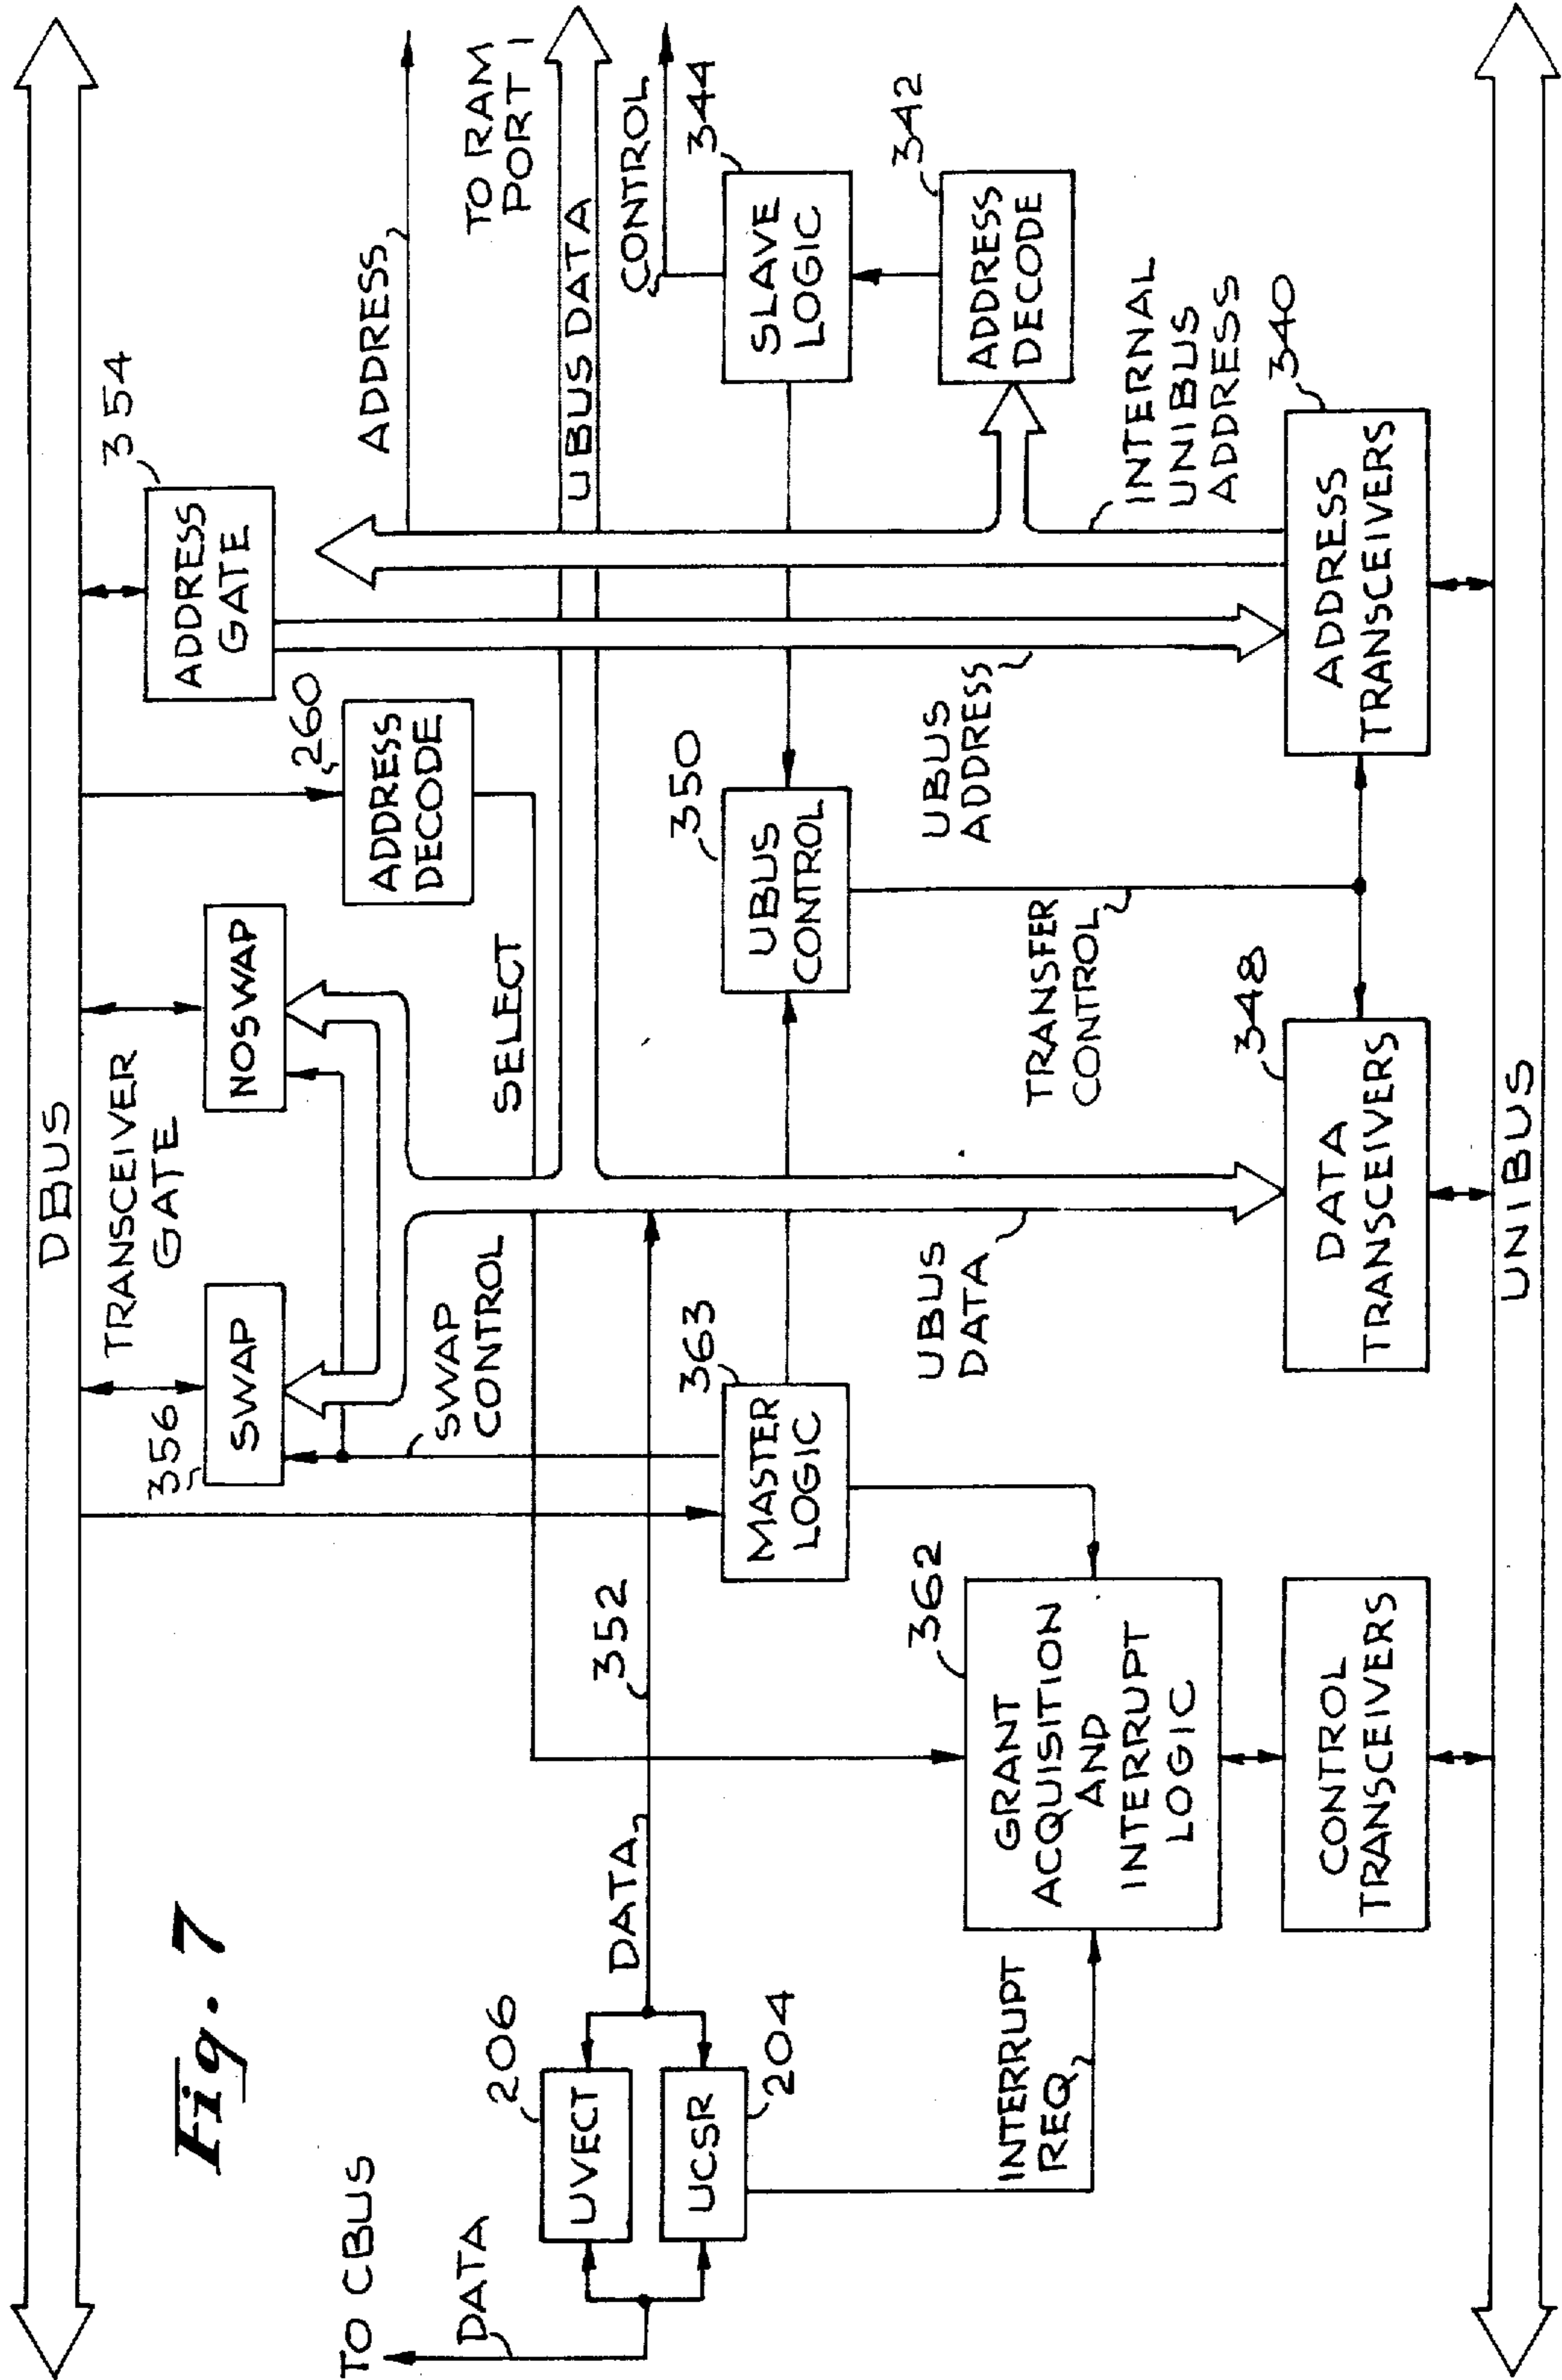 DBUS
TRANSCEIVER
GATE
356
SWAP
NOSWAP
354
ADDRESS
GATE
260
ADDRESS
DECODE
SWAP
CONTROL
SELECT
ADDRESS
TO RAM
PORT 1
UBUS DATA
CONTROL
Fig. 7
TO CBUS
DATA
206
UVECT
UCSR
204
DATA
352
363
MASTER
LOGIC
350
UBUS
CONTROL
344
SLAVE
LOGIC
342
ADDRESS
DECODE
INTERRUPT
REQ
362
GRANT
ACQUISITION
AND
INTERRUPT
LOGIC
UBUS
DATA
TRANSFER
CONTROL
UBUS
ADDRESS
INTERNAL
UNIBUS
ADDRESS
CONTROL
TRANSCEIVERS
348
DATA
TRANSCEIVERS
340
ADDRESS
TRANSCEIVERS
UNIBUS